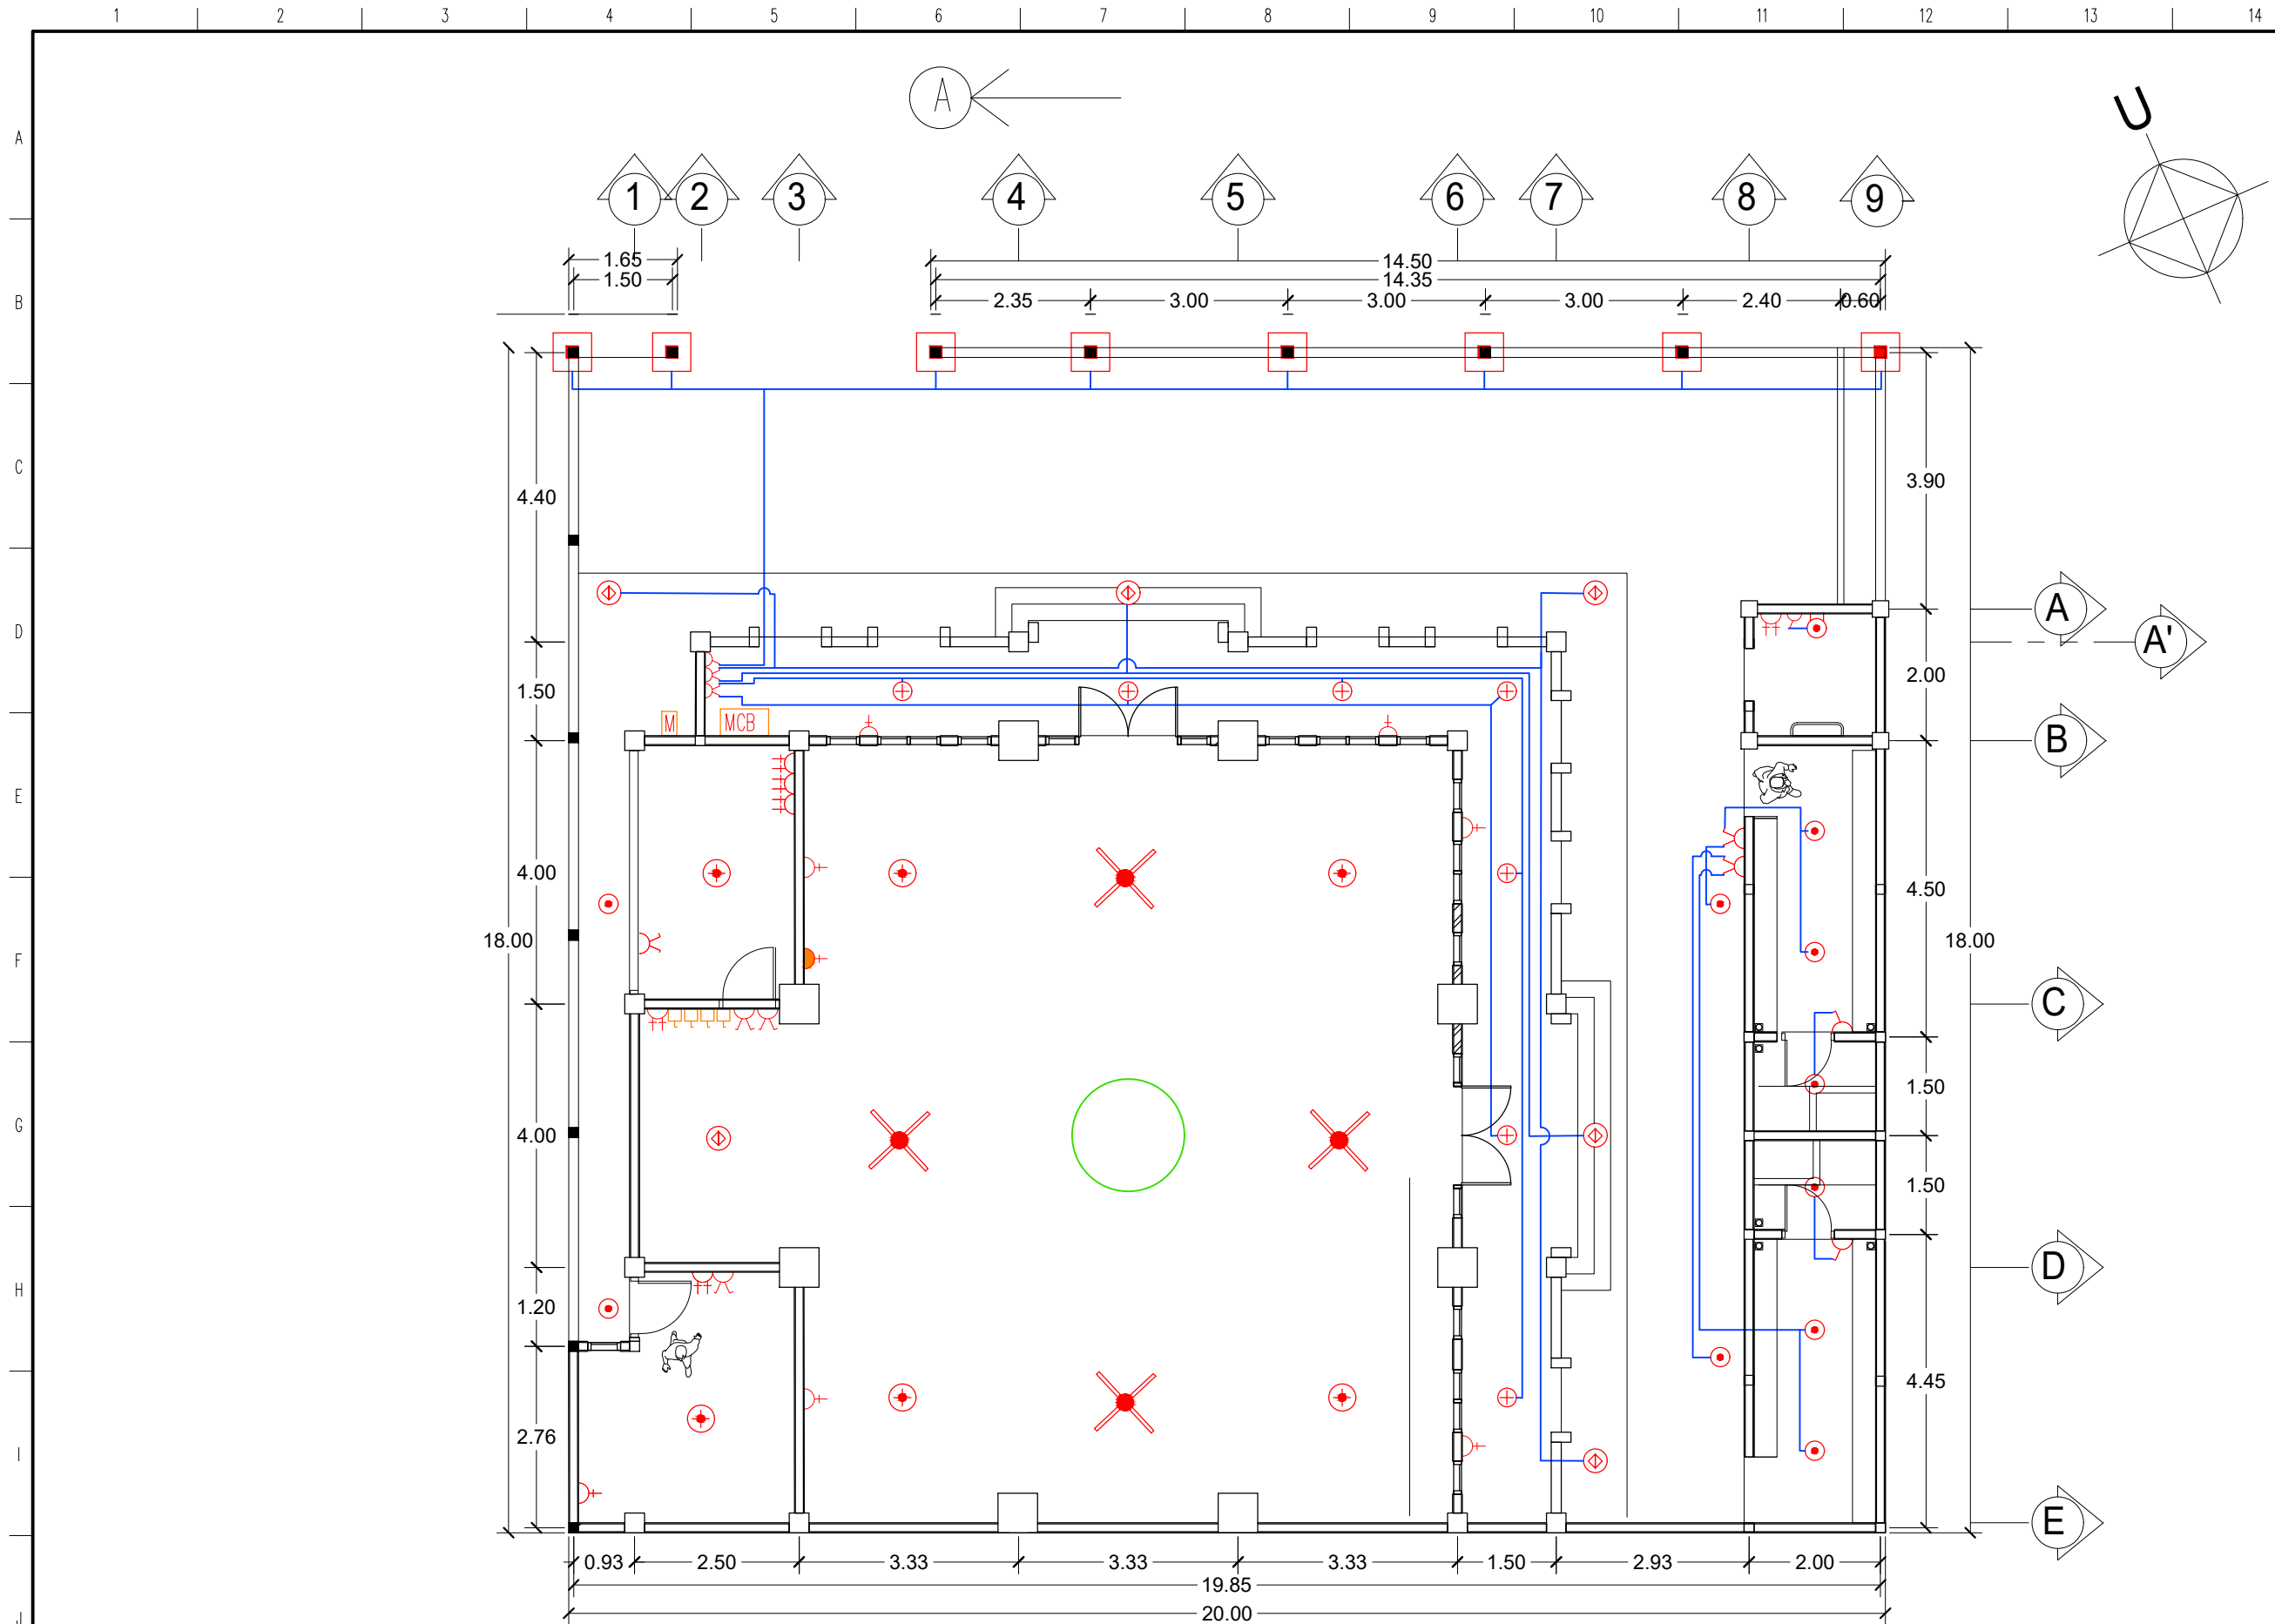 1 2 3 4 5 6 7 8 9 10 11 12 13 14
A
U
A
1 2 3 4 5 6 7 8 9
1.65 14.50
1.50 14.35
B
2.35 3.00 3.00 3.00 2.40 0.60
C
4.40 3.90
A
D
A'
1.50 2.00
M MCB
B
E
4.00 4.50
F
18.00 18.00
C
G
1.50
4.00
1.50
D
H
1.20
4.45
I
2.76
E
0.93 2.50 3.33 3.33 3.33 1.50 2.93 2.00
19.85
20.00
J